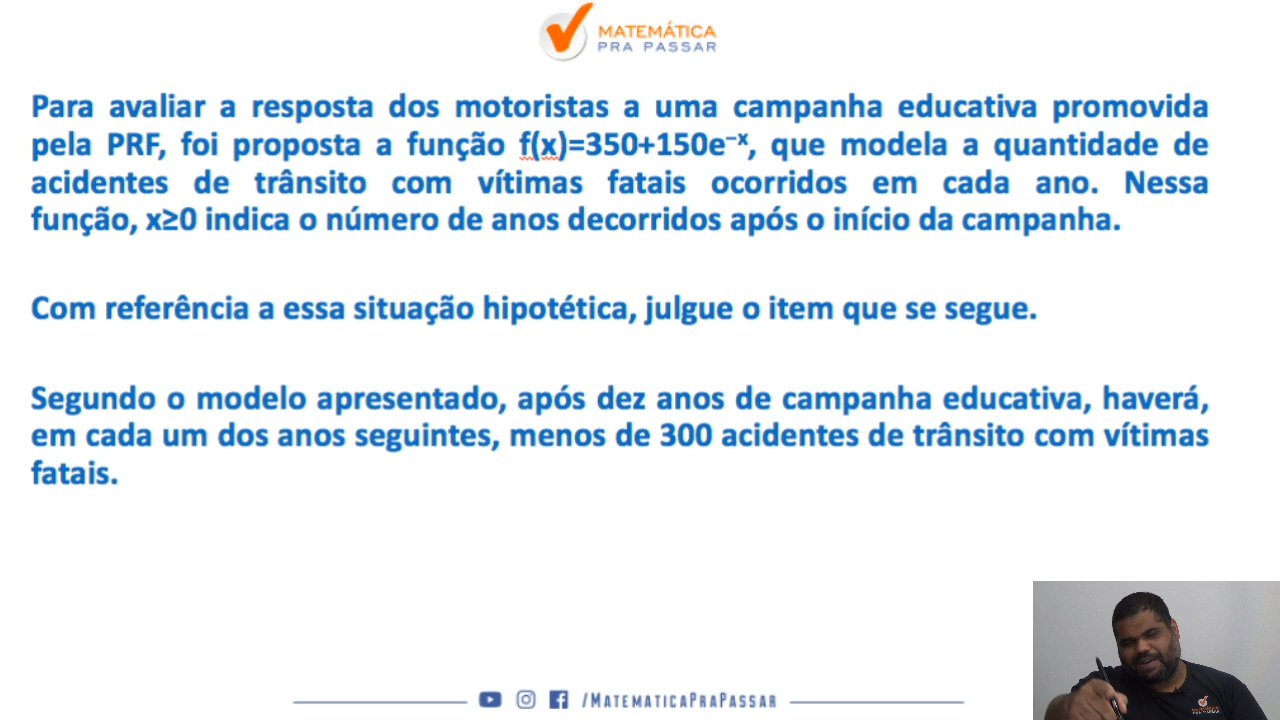 MATEMÁTICA
PRA PASSAR
Para avaliar a resposta dos motoristas a uma campanha educativa promovida
pela PRF, foi proposta a função f(x)=350+150e⁻ˣ, que modela a quantidade de
acidentes de trânsito com vítimas fatais ocorridos em cada ano. Nessa
função, x≥0 indica o número de anos decorridos após o início da campanha.
Com referência a essa situação hipotética, julgue o item que se segue.
Segundo o modelo apresentado, após dez anos de campanha educativa, haverá,
em cada um dos anos seguintes, menos de 300 acidentes de trânsito com vítimas
fatais.
/MATEMATICAPRAPASSAR